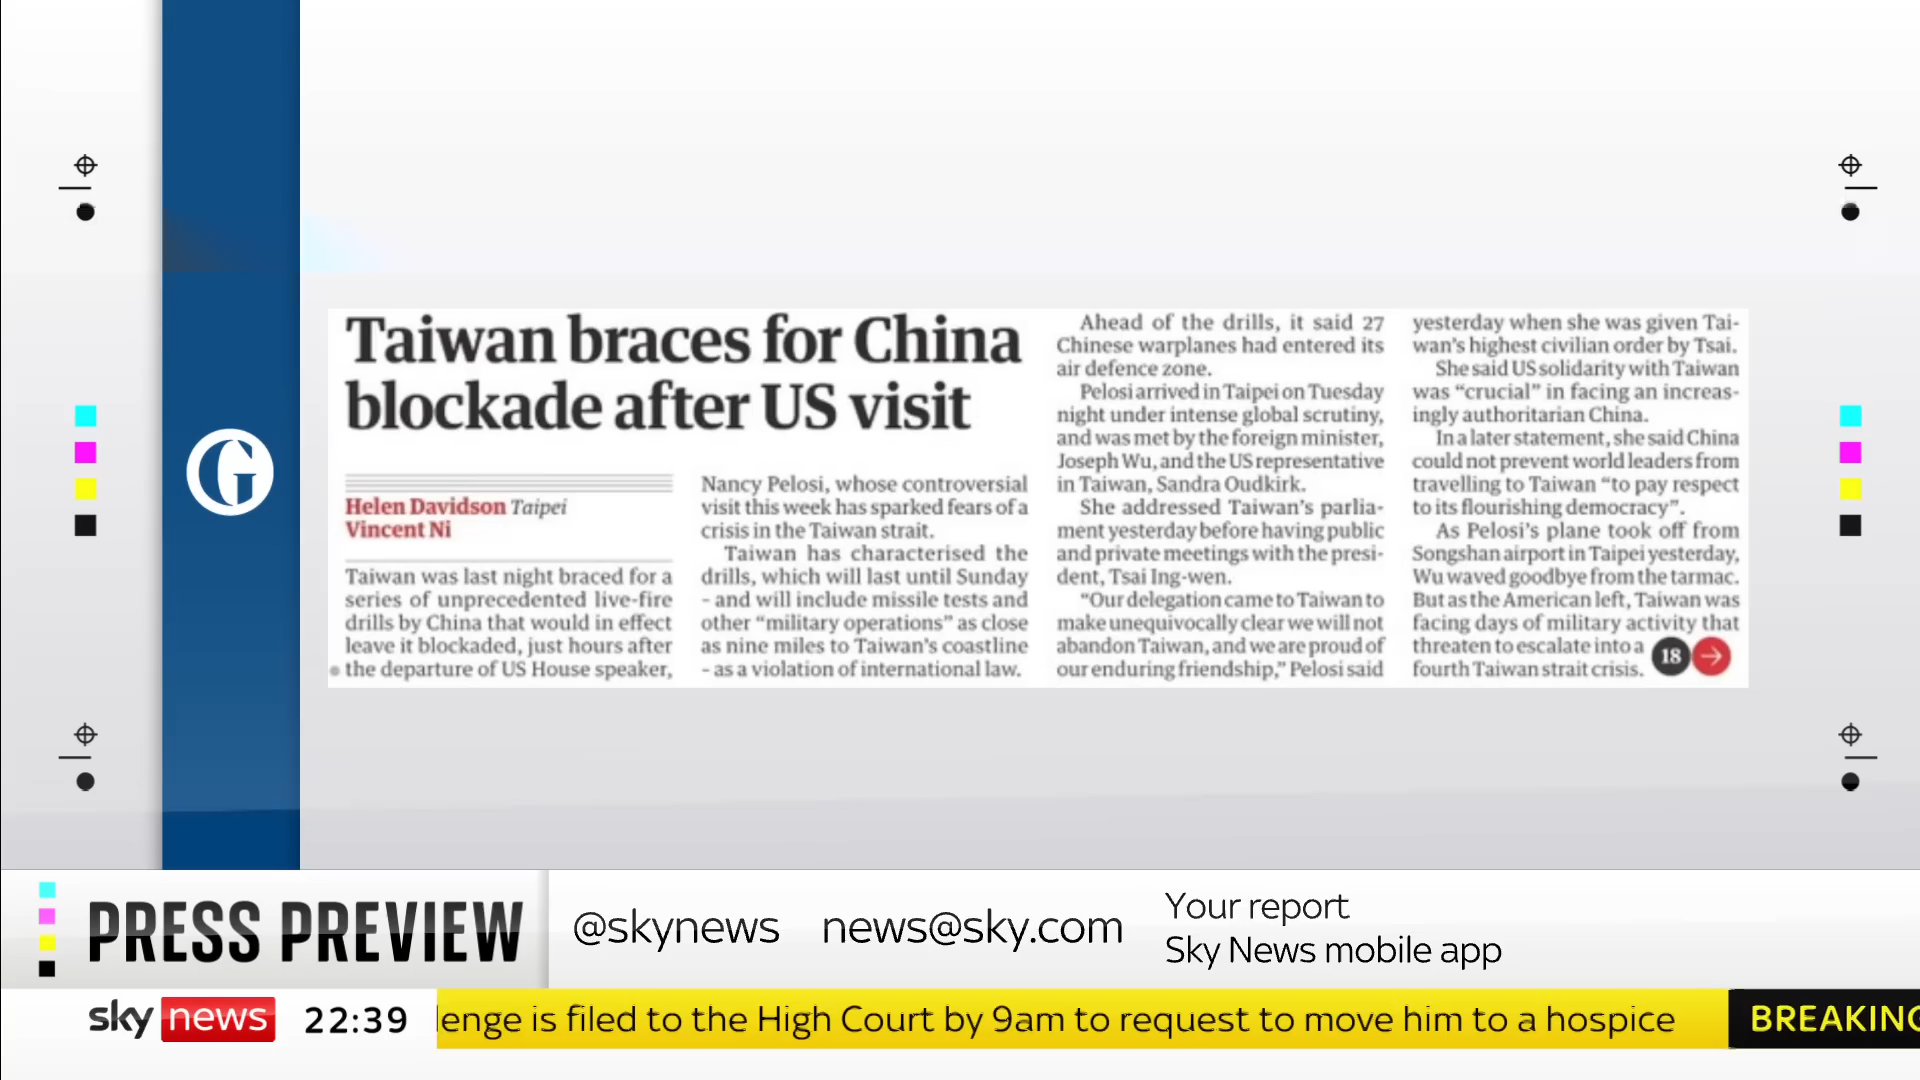 Taiwan braces for China
blockade after US visit
Helen Davidson Taipei
Vincent Ni
Taiwan was last night braced for a
series of unprecedented live-fire
drills by China that would in effect
leave it blockaded, just hours after
the departure of US House speaker,
Nancy Pelosi, whose controversial
visit this week has sparked fears of a
crisis in the Taiwan strait.
Taiwan has characterised the
drills, which will last until Sunday
– and will include missile tests and
other “military operations” as close
as nine miles to Taiwan’s coastline
– as a violation of international law.
Ahead of the drills, it said 27
Chinese warplanes had entered its
air defence zone.
Pelosi arrived in Taipei on Tuesday
night under intense global scrutiny,
and was met by the foreign minister,
Joseph Wu, and the US representative
in Taiwan, Sandra Oudkirk.
She addressed Taiwan’s parlia-
ment yesterday before having public
and private meetings with the presi-
dent, Tsai Ing-wen.
“Our delegation came to Taiwan to
make unequivocally clear we will not
abandon Taiwan, and we are proud of
our enduring friendship,” Pelosi said
yesterday when she was given Tai-
wan’s highest civilian order by Tsai.
She said US solidarity with Taiwan
was “crucial” in facing an increas-
ingly authoritarian China.
In a later statement, she said China
could not prevent world leaders from
travelling to Taiwan “to pay respect
to its flourishing democracy”.
As Pelosi’s plane took off from
Songshan airport in Taipei yesterday,
Wu waved goodbye from the tarmac.
But as the American left, Taiwan was
facing days of military activity that
threaten to escalate into a
fourth Taiwan strait crisis.
18
G
PRESS PREVIEW
@skynews news@sky.com
Your report
Sky News mobile app
sky news 22:39 enge is filed to the High Court by 9am to request to move him to a hospice BREAKING